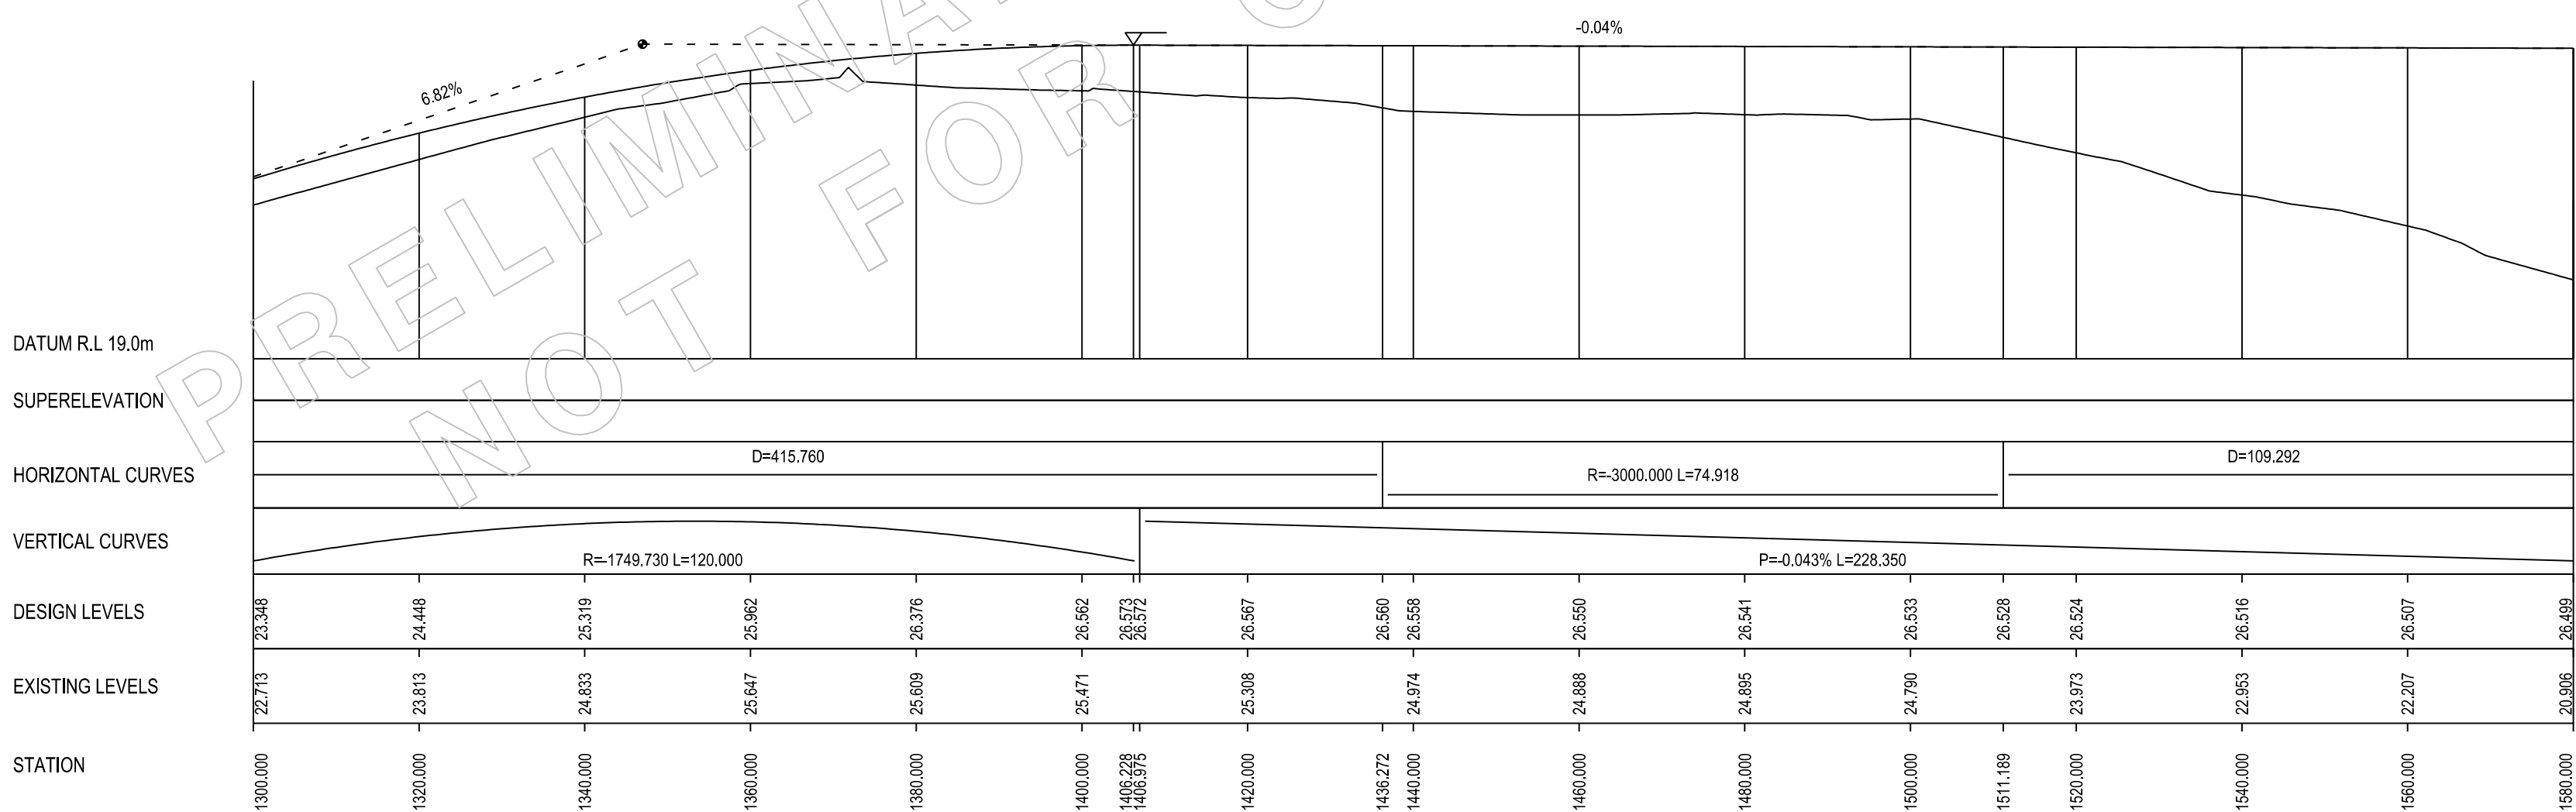 -0.04%
6.82%
DATUM R.L 19.0m
SUPERELEVATION
HORIZONTAL CURVES
D=415.760
R=-3000.000 L=74.918
D=109.292
VERTICAL CURVES
R=-1749.730 L=120.000
P=-0.043% L=228.350
DESIGN LEVELS
23.348 24.448 25.319 25.962 26.376 26.562 26.573 26.572 26.567 26.560 26.558 26.550 26.541 26.533 26.528 26.524 26.516 26.507 26.499
EXISTING LEVELS
22.713 23.813 24.833 25.647 25.609 25.471 25.308 24.974 24.888 24.895 24.790 23.973 22.953 22.207 20.906
STATION
1300.000 1320.000 1340.000 1360.000 1380.000 1400.000 1406.228 1406.975 1420.000 1436.272 1440.000 1460.000 1480.000 1500.000 1511.189 1520.000 1540.000 1560.000 1580.000
NOT FOR